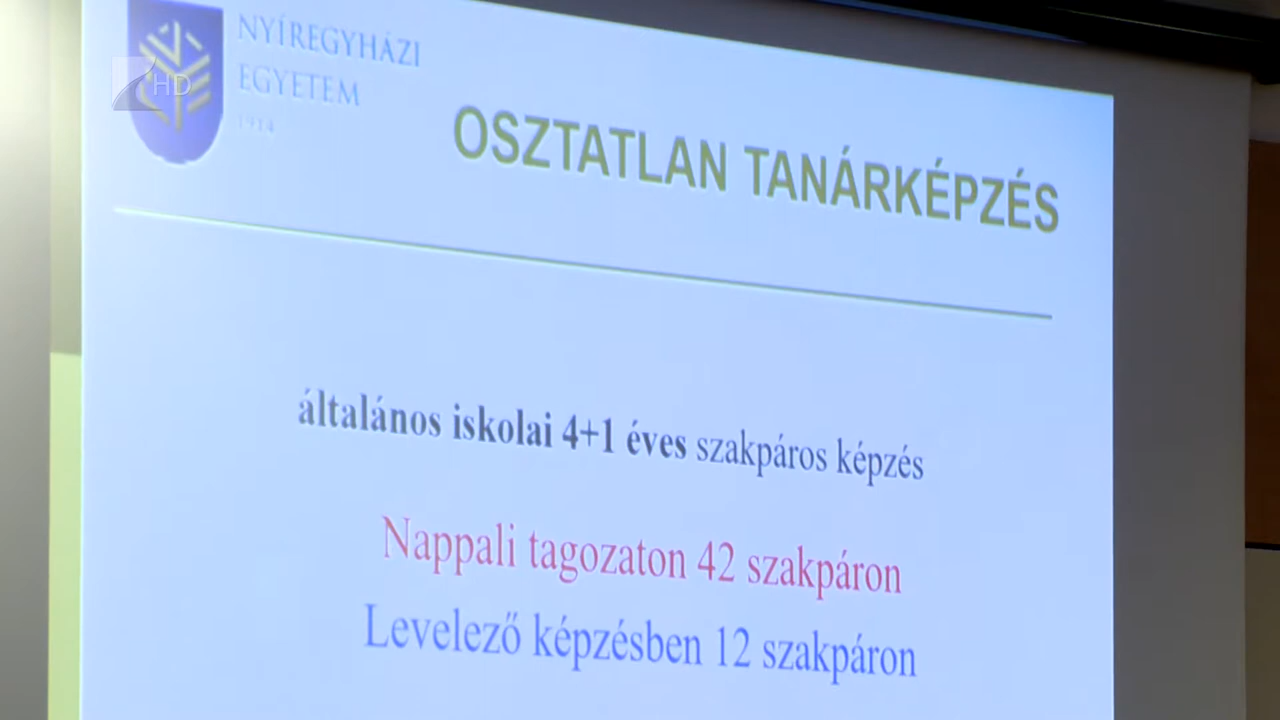 NYÍREGYHÁZI
EGYETEM
1914
HD
OSZTATLAN TANÁRKÉPZÉS
általános iskolai 4+1 éves szakpáros képzés
Nappali tagozaton 42 szakpáron
Levelező képzésben 12 szakpáron